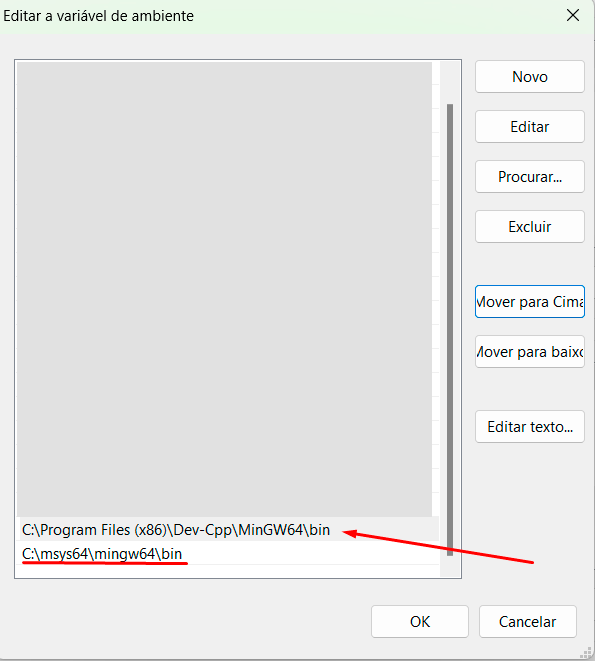 Editar a variável de ambiente
Novo
Editar
Procurar...
Excluir
Mover para Cima
Mover para baixo
Editar texto...
C:\Program Files (x86)\Dev-Cpp\MinGW64\bin
C:\msys64\mingw64\bin
OK
Cancelar